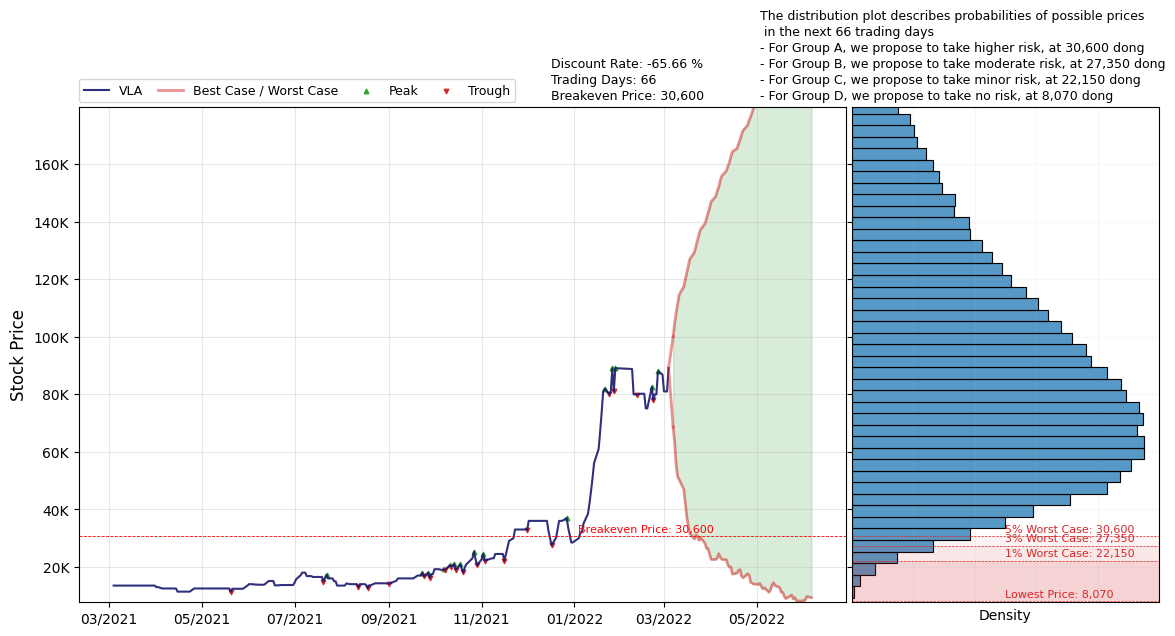 The distribution plot describes probabilities of possible prices
in the next 66 trading days
- For Group A, we propose to take higher risk, at 30,600 dong
- For Group B, we propose to take moderate risk, at 27,350 dong
- For Group C, we propose to take minor risk, at 22,150 dong
- For Group D, we propose to take no risk, at 8,070 dong
Discount Rate: -65.66 %
Trading Days: 66
Breakeven Price: 30,600
VLA
Best Case / Worst Case
Peak
Trough
Stock Price
160K
140K
120K
100K
80K
60K
40K
20K
Breakeven Price: 30,600
5% Worst Case: 30,600
3% Worst Case: 27,350
1% Worst Case: 22,150
Lowest Price: 8,070
03/2021
05/2021
07/2021
09/2021
11/2021
01/2022
03/2022
05/2022
Density